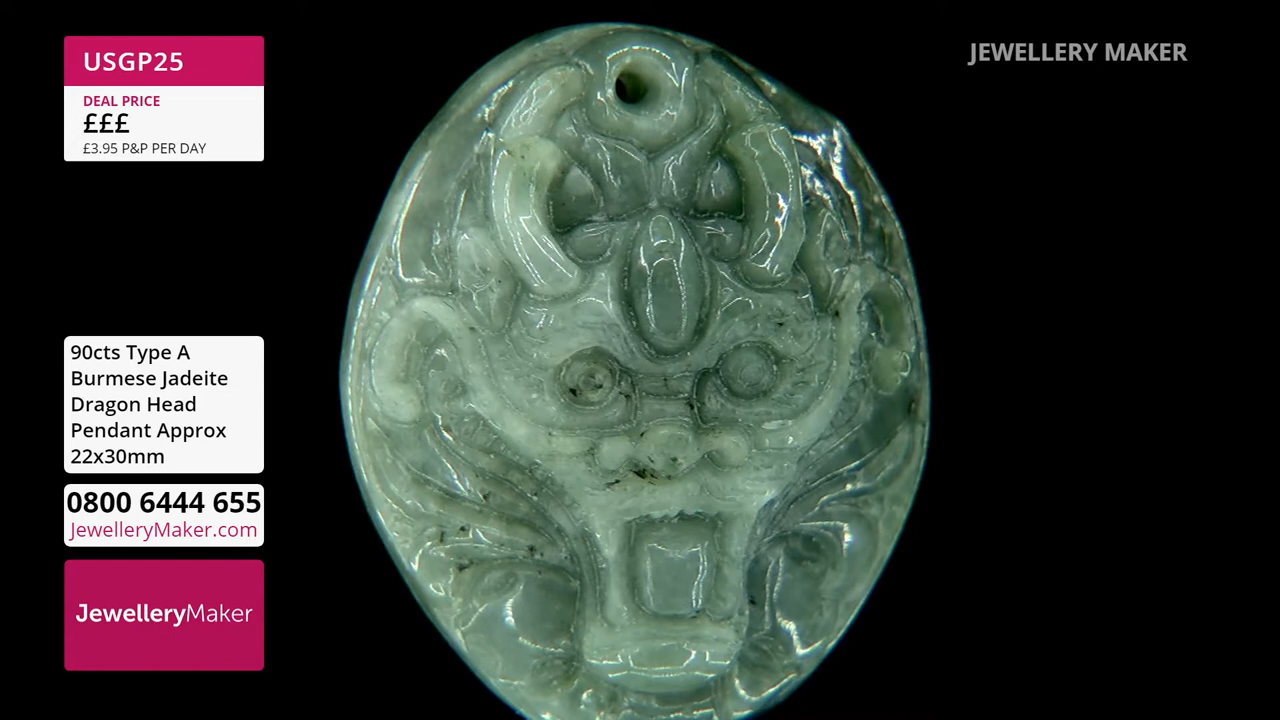 USGP25
DEAL PRICE
£££
£3.95 P&P PER DAY
90cts Type A
Burmese Jadeite
Dragon Head
Pendant Approx
22x30mm
0800 6444 655
JewelleryMaker.com
JewelleryMaker
JEWELLERY MAKER